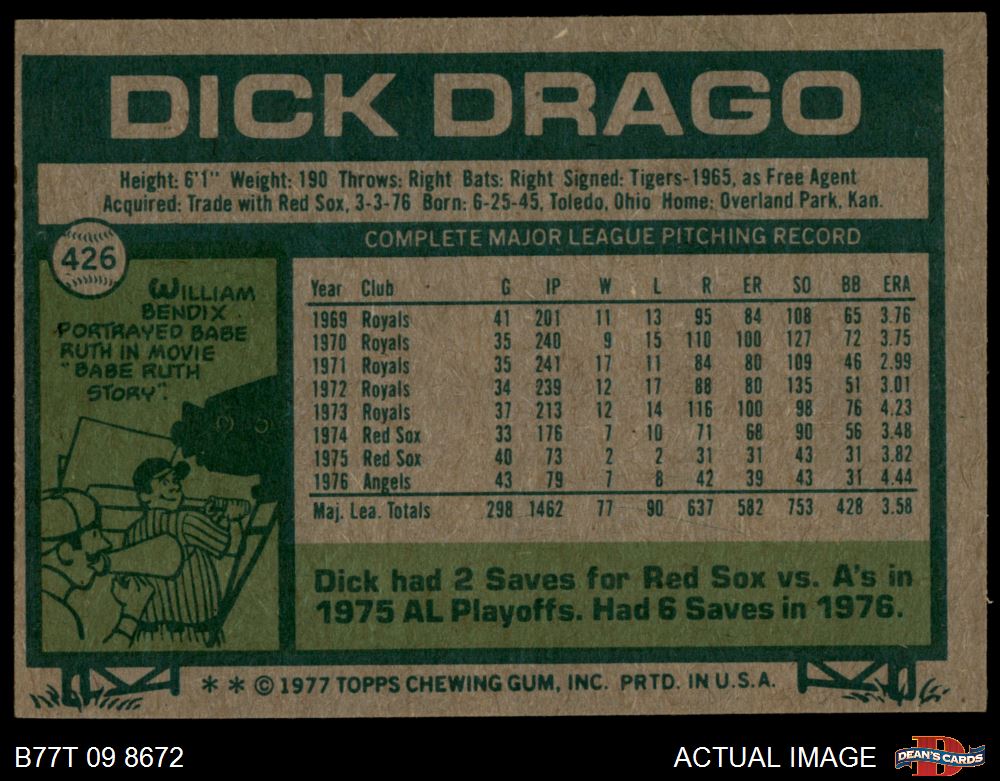 DICK DRAGO
Height: 6'1" Weight: 190 Throws: Right Bats: Right Signed: Tigers-1965, as Free Agent
Acquired: Trade with Red Sox, 3-3-76 Born: 6-25-45, Toledo, Ohio Home: Overland Park, Kan.
426
WILLIAM
BENDIX
PORTRAYED BABE
RUTH IN MOVIE
"BABE RUTH
STORY".
COMPLETE MAJOR LEAGUE PITCHING RECORD
Year Club G IP W L R ER SO BB ERA
1969 Royals 41 201 11 13 95 84 108 65 3.76
1970 Royals 35 240 9 15 110 100 127 72 3.75
1971 Royals 35 241 17 11 84 80 109 46 2.99
1972 Royals 34 239 12 17 88 80 135 51 3.01
1973 Royals 37 213 12 14 116 100 98 76 4.23
1974 Red Sox 33 176 7 10 71 68 90 56 3.48
1975 Red Sox 40 73 2 2 31 31 43 31 3.82
1976 Angels 43 79 7 8 42 39 43 31 4.44
Maj. Lea. Totals 298 1462 77 90 637 582 753 428 3.58
Dick had 2 Saves for Red Sox vs. A's in
1975 AL Playoffs. Had 6 Saves in 1976.
* * © 1977 TOPPS CHEWING GUM, INC. PRTD. IN U.S.A.
B77T 09 8672
ACTUAL IMAGE
D
DEAN'S CARDS